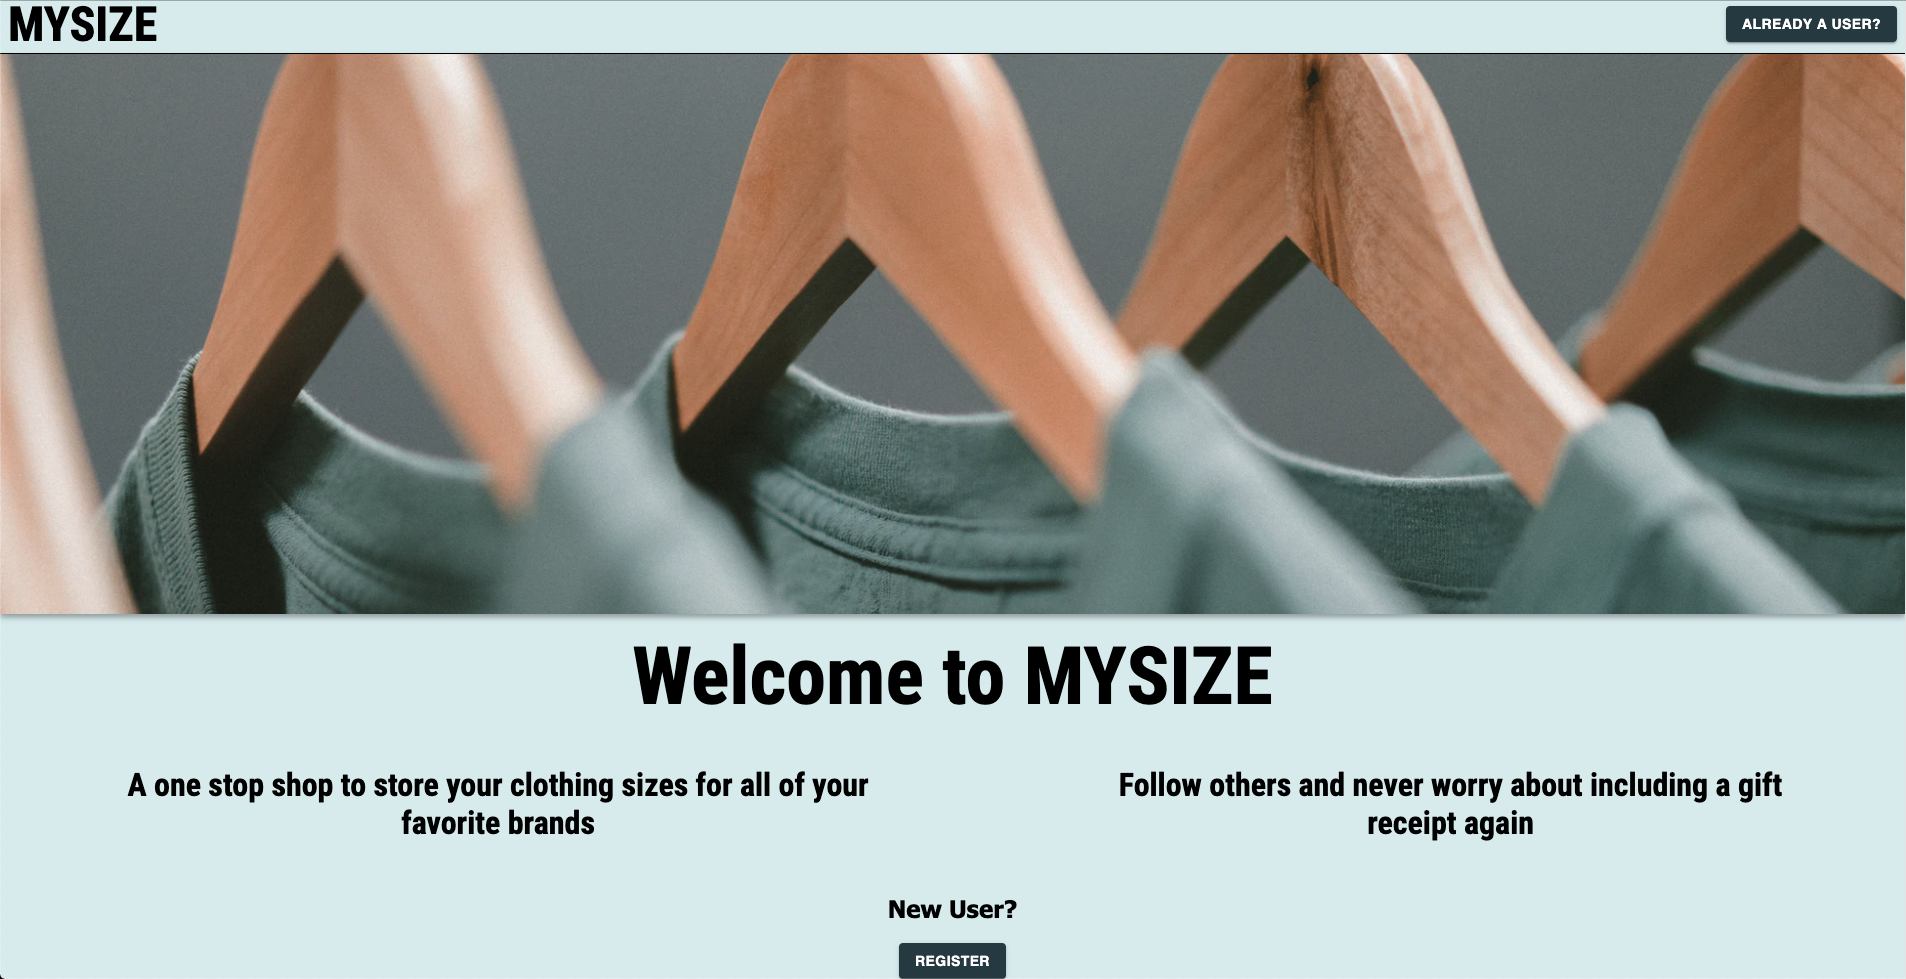 MYSIZE
ALREADY A USER?
Welcome to MYSIZE
A one stop shop to store your clothing sizes for all of your
favorite brands
Follow others and never worry about including a gift
receipt again
New User?
REGISTER